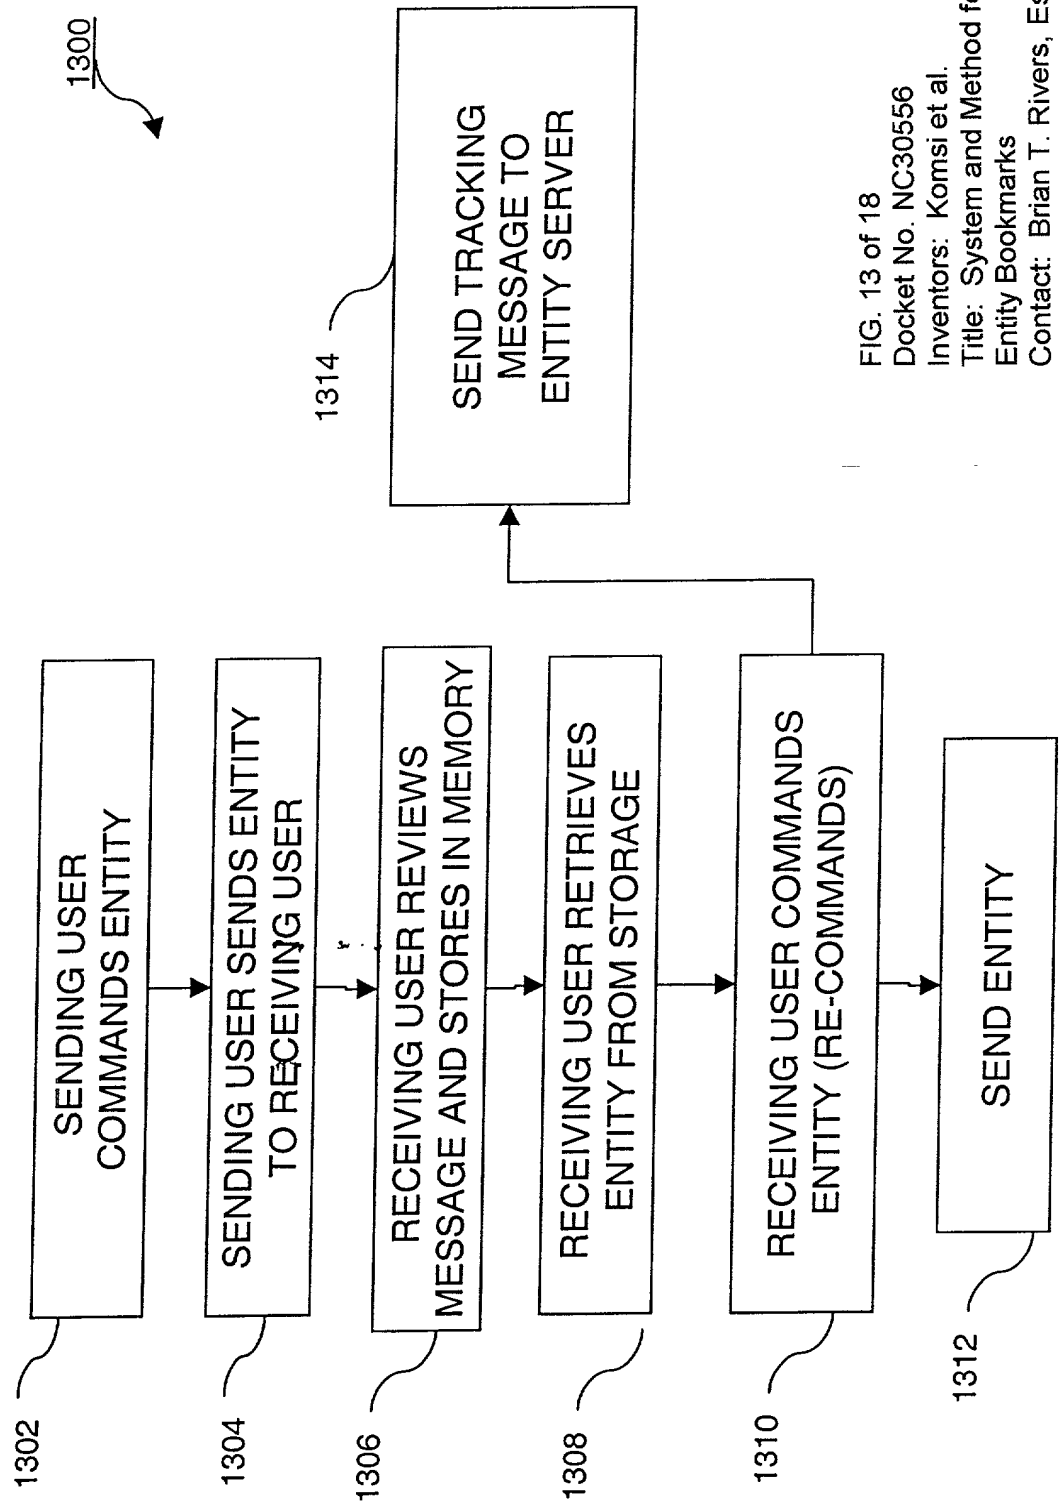 1300
1302
SENDING USER
COMMANDS ENTITY
1304
SENDING USER SENDS ENTITY
TO RECEIVING USER
1306
RECEIVING USER REVIEWS
MESSAGE AND STORES IN MEMORY
1308
RECEIVING USER RETRIEVES
ENTITY FROM STORAGE
1310
RECEIVING USER COMMANDS
ENTITY (RE-COMMANDS)
1312
SEND ENTITY
1314
SEND TRACKING
MESSAGE TO
ENTITY SERVER
FIG. 13 of 18
Docket No. NC30556
Inventors: Komsi et al.
Title: System and Method
Entity Bookmarks
Contact: Brian T. Rivers,